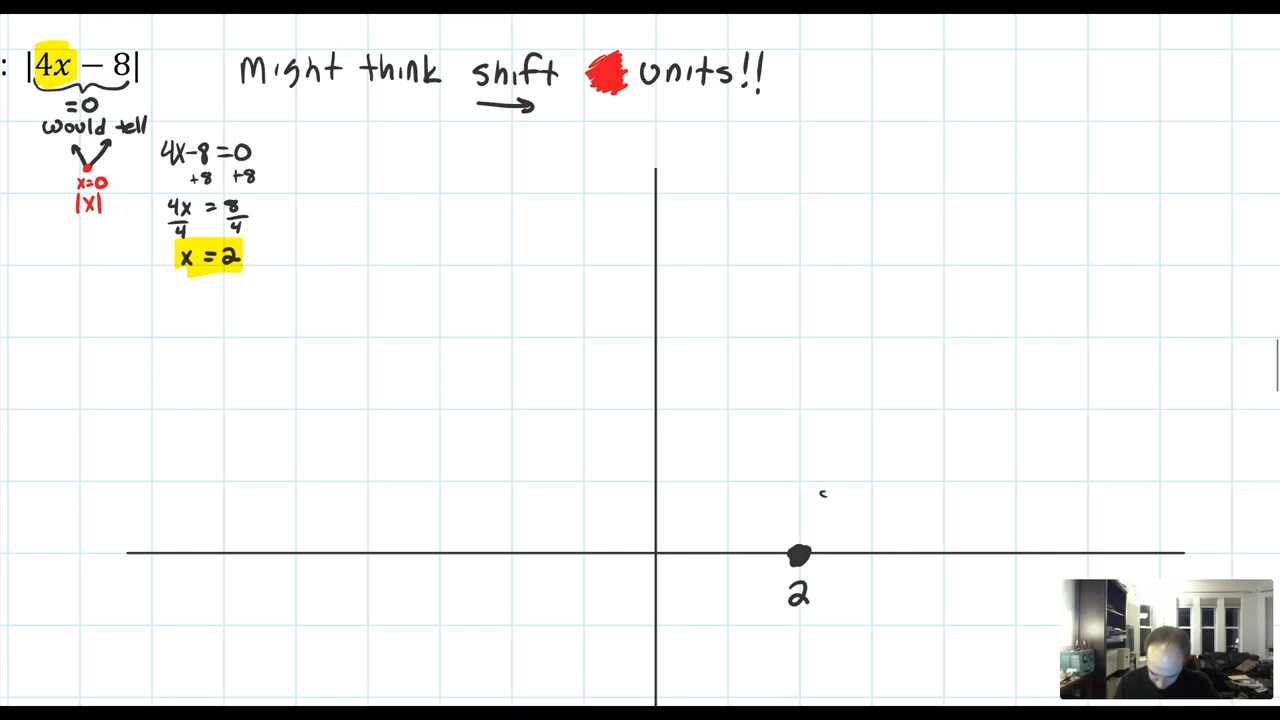 : |4x − 8|
Might think shift units!!
=0
would tell
x=0
|x|
4x-8=0
+8 +8
4x = 8
4 4
x = 2
2